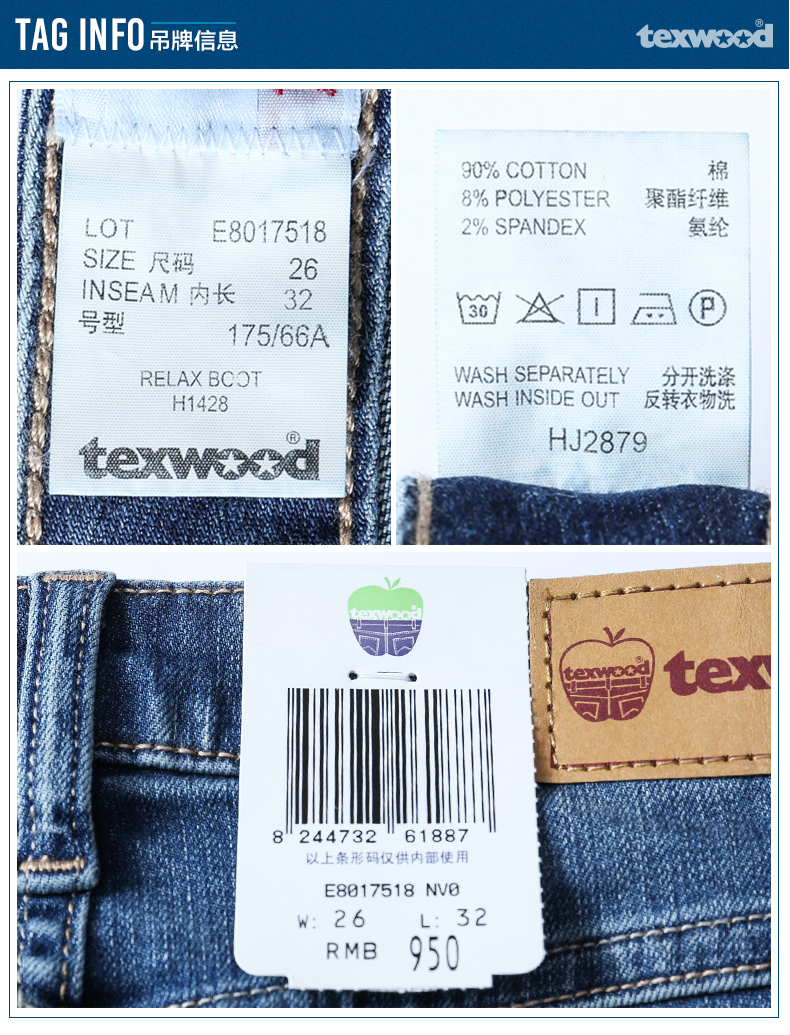 TAG INFO 吊牌信息
texwood®
LOT E8017518
SIZE 尺码 26
INSEAM 内长 32
号型 175/66A
RELAX BOOT
H1428
texwood®
90% COTTON 棉
8% POLYESTER 聚酯纤维
2% SPANDEX 氨纶
30 I P
WASH SEPARATELY 分开洗涤
WASH INSIDE OUT 反转衣物洗
HJ2879
texwood
texwood
texw
8 244732 61887
以上条形码仅供内部使用
E8017518 NV0
W: 26 L: 32
RMB 950